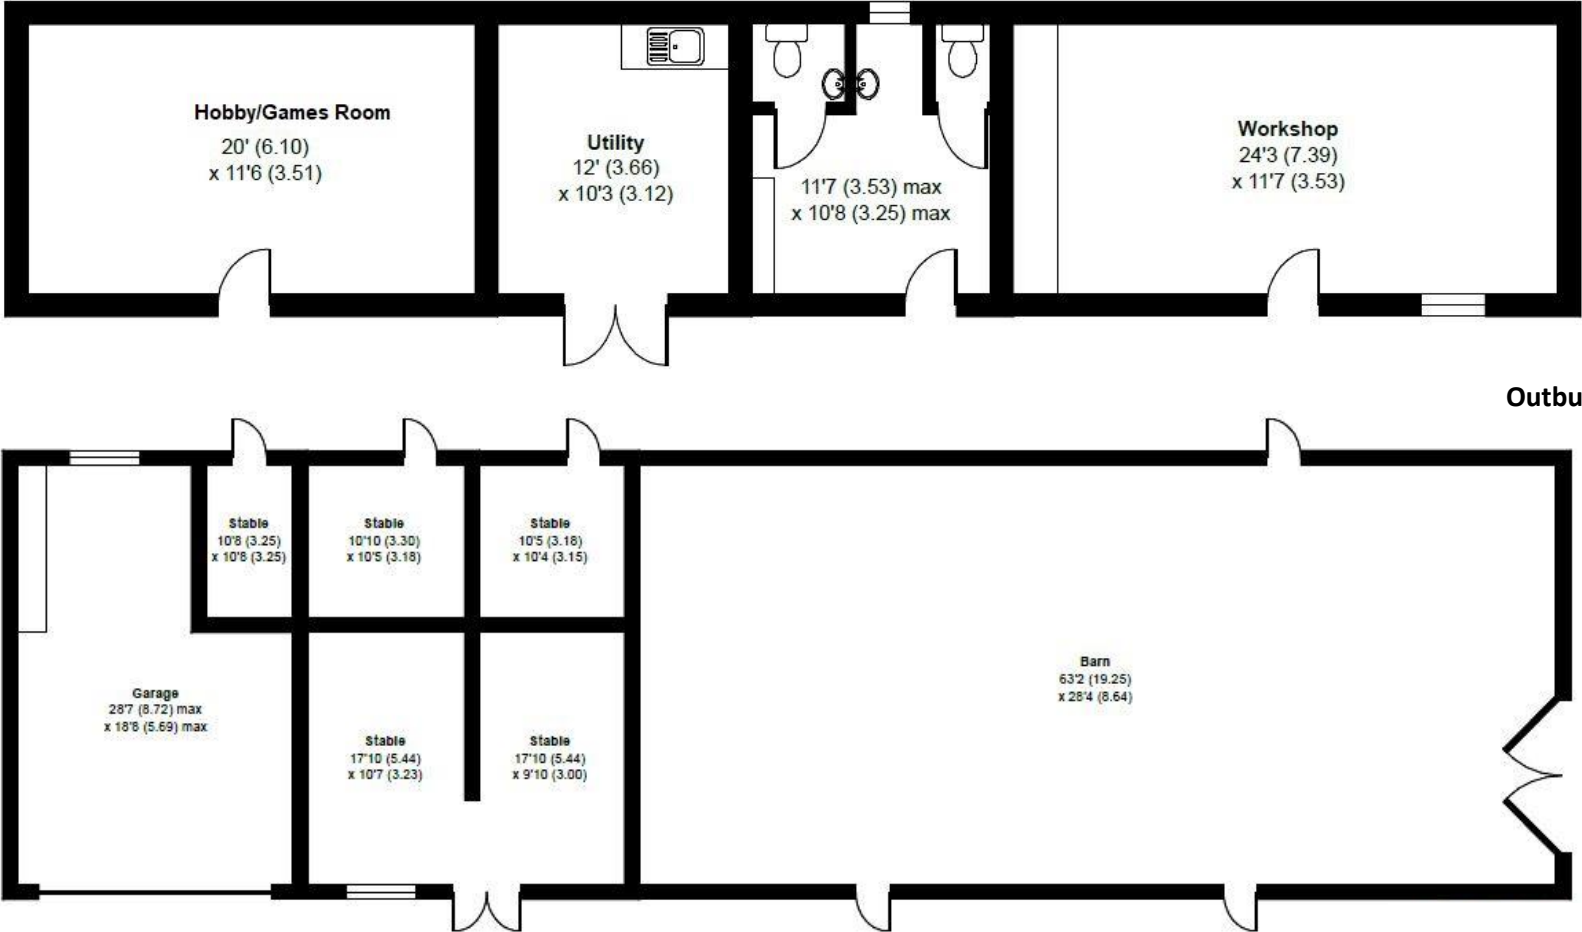 Hobby/Games Room
20' (6.10)
x 11'6 (3.51)
Utility
12' (3.66)
x 10'3 (3.12)
11'7 (3.53) max
x 10'8 (3.25) max
Workshop
24'3 (7.39)
x 11'7 (3.53)
Outbu
Stable
10'8 (3.25)
x 10'8 (3.25)
Stable
10'10 (3.30)
x 10'5 (3.18)
Stable
10'5 (3.18)
x 10'4 (3.15)
Garage
28'7 (8.72) max
x 18'8 (5.69) max
Stable
17'10 (5.44)
x 10'7 (3.23)
Stable
17'10 (5.44)
x 9'10 (3.00)
Barn
63'2 (19.25)
x 28'4 (8.64)